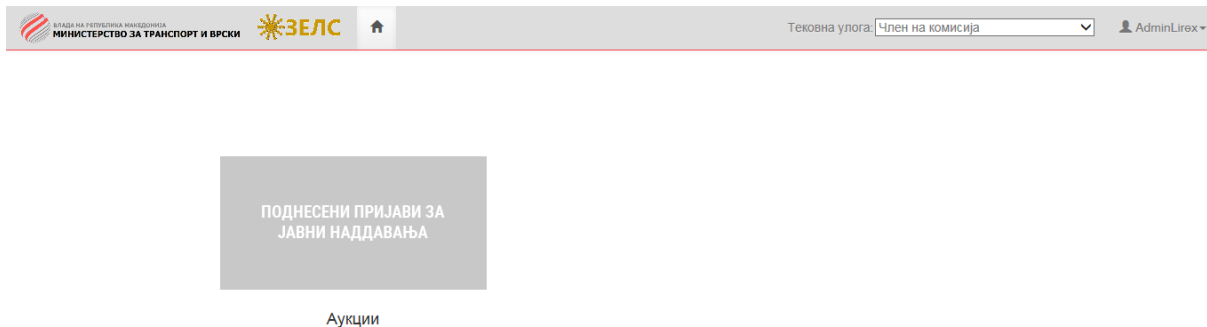 ВЛАДА НА РЕПУБЛИКА МАКЕДОНИЈА
МИНИСТЕРСТВО ЗА ТРАНСПОРТ И ВРСКИ
ЗЕЛС
Тековна улога: Член на комисија
AdminLirex
ПОДНЕСЕНИ ПРИЈАВИ ЗА
ЈАВНИ НАДДАВАЊА
Аукции